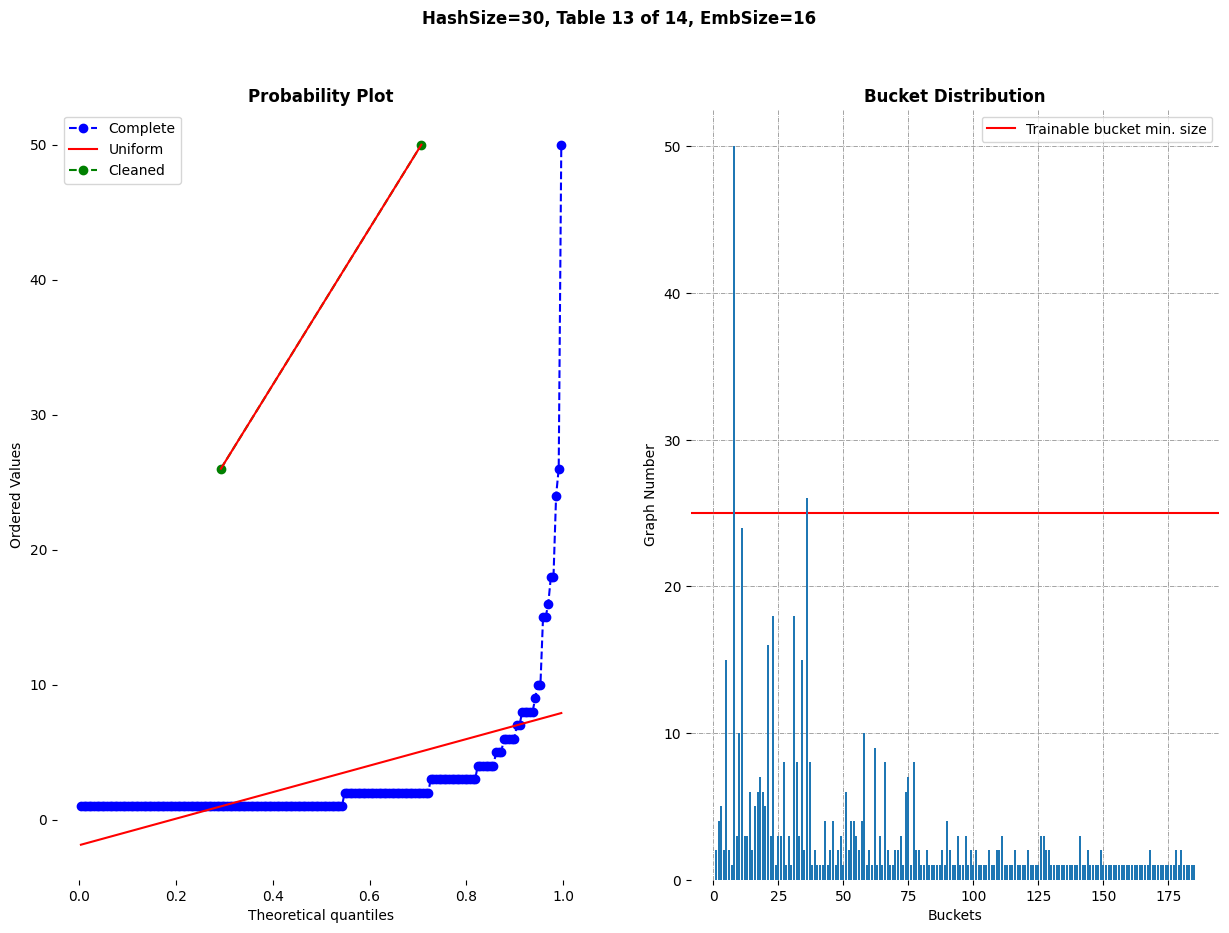 HashSize=30, Table 13 of 14, EmbSize=16
Probability Plot
Complete
Uniform
Cleaned
50
40
30
20
10
0
Ordered Values
0.0 0.2 0.4 0.6 0.8 1.0
Theoretical quantiles
Bucket Distribution
Trainable bucket min. size
50
40
30
20
10
0
Graph Number
0 25 50 75 100 125 150 175
Buckets